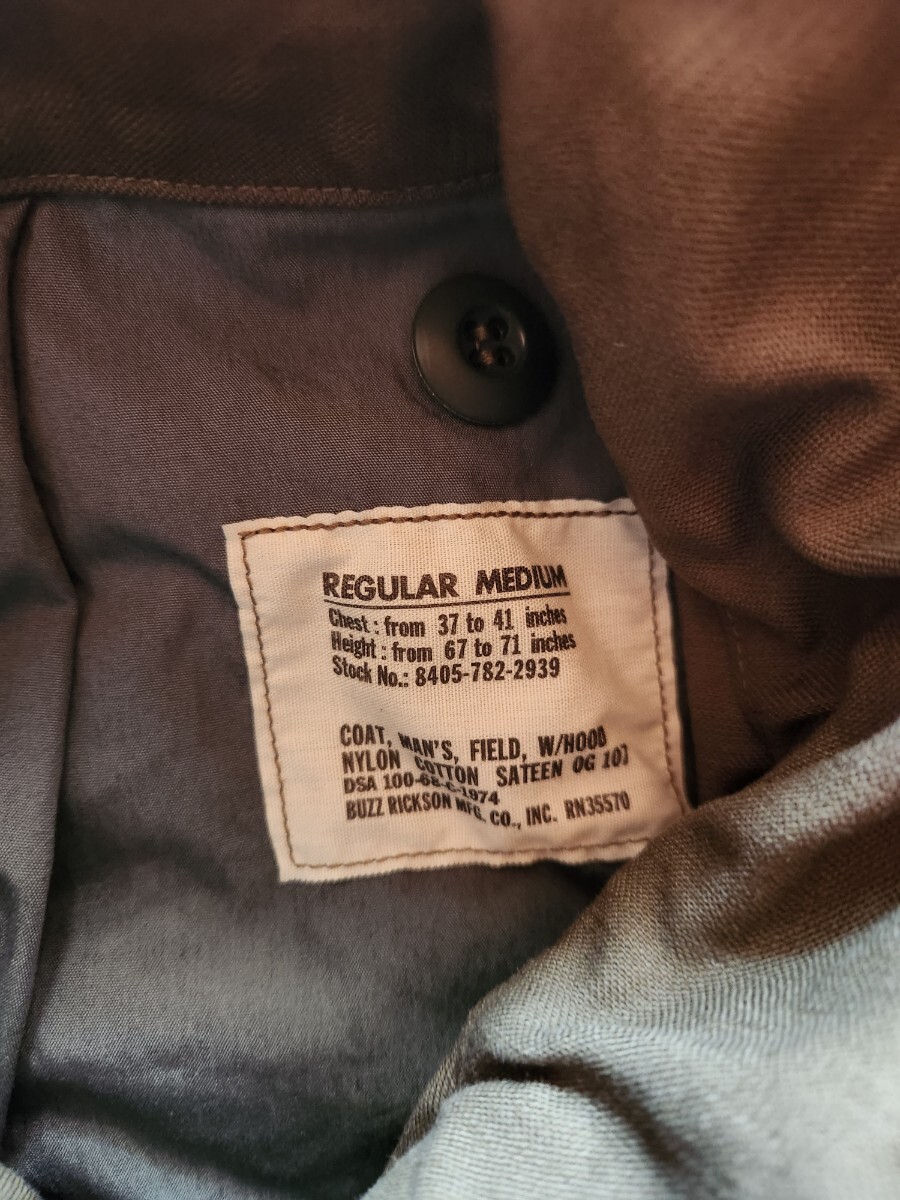 REGULAR MEDIUM
Chest : from 37 to 41 inches
Height : from 67 to 71 inches
Stock No.: 8405-782-2939
COAT, MAN'S, FIELD, W/HOOD
NYLON COTTON SATEEN OG 107
DSA 100-68-C-1974
BUZZ RICKSON MFG. CO., INC. RN35570